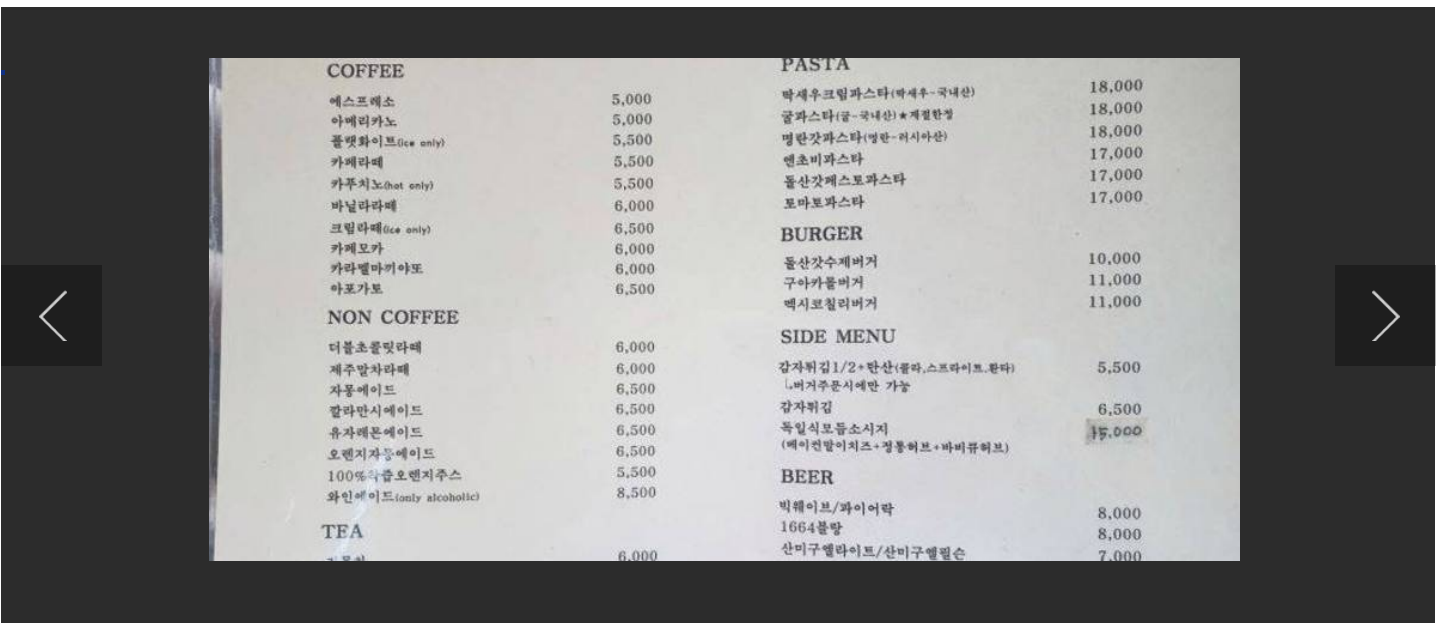 COFFEE
에스프레소 5,000
아메리카노 5,000
플랫화이트(ice only) 5,500
카페라떼 5,500
카푸치노(hot only) 5,500
바닐라라떼 6,000
크림라떼(ice only) 6,500
카페모카 6,000
카라멜마끼야또 6,000
아포가토 6,500
NON COFFEE
더블초콜릿라떼 6,000
제주말차라떼 6,000
자몽에이드 6,500
깔라만시에이드 6,500
유자레몬에이드 6,500
오렌지자몽에이드 6,500
100%착즙오렌지주스 5,500
와인에이드(only alcoholic) 8,500
TEA
6,000
PASTA
딱새우크림파스타(딱새우-국내산) 18,000
굴파스타(굴-국내산)★계절한정 18,000
명란갓파스타(명란-러시아산) 18,000
엔초비파스타 17,000
돌산갓페스토파스타 17,000
토마토파스타 17,000
BURGER
돌산갓수제버거 10,000
구아카몰버거 11,000
멕시코칠리버거 11,000
SIDE MENU
감자튀김1/2+탄산(콜라,스프라이트,환타) 5,500
ㄴ버거주문시에만 가능
감자튀김 6,500
독일식모듬소시지 15,000
(베이컨말이치즈+정통허브+바비큐허브)
BEER
빅웨이브/파이어락 8,000
1664블랑 8,000
산미구엘라이트/산미구엘필슨 7,000